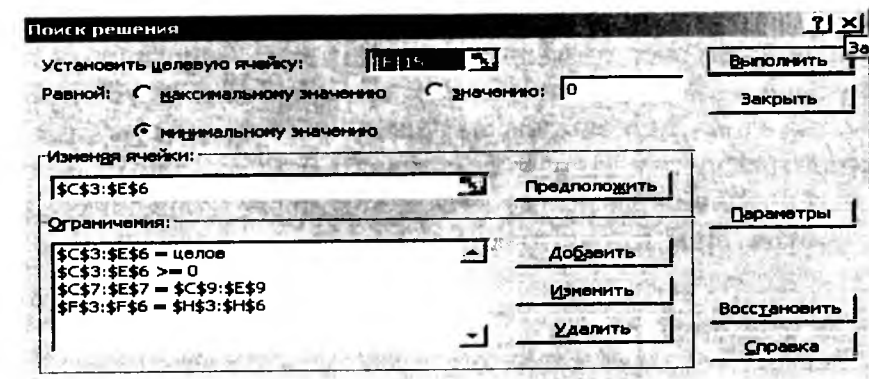 Поиск решения
За
Установить целевую ячейку:
Выполнить
Равной: максимальному значению значению: 0
Закрыть
минимальному значению
Изменяя ячейки:
$C$3:$E$6
Предположить
Параметры
Ограничения:
$C$3:$E$6 = целое
Добавить
$C$3:$E$6 >= 0
$C$7:$E$7 = $C$9:$E$9
Изменить
$F$3:$F$6 = $H$3:$H$6
Восстановить
Удалить
Справка